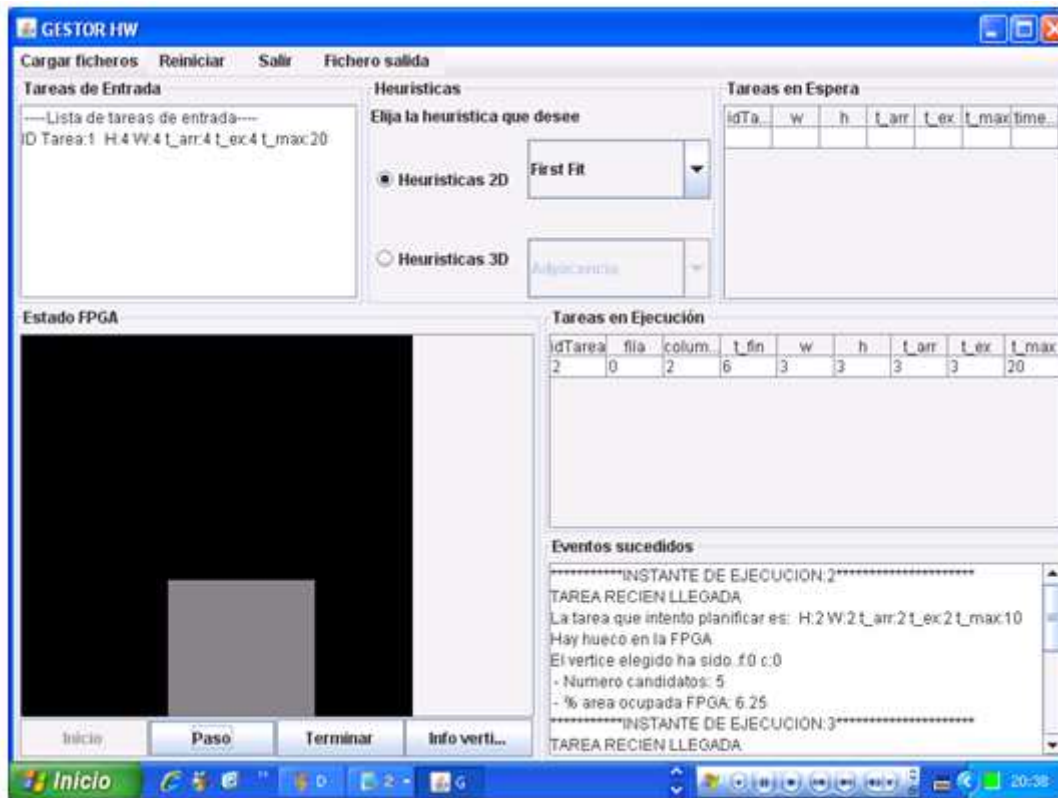 GESTOR HW
Cargar ficheros Reiniciar Salir Fichero salida
Tareas de Entrada
----Lista de tareas de entrada----
ID Tarea:1 H:4 W:4 t_arr:4 t_ex:4 t_max:20
Heuristicas
Elija la heuristica que desee
Heuristicas 2D
First Fit
Heuristicas 3D
Adyacencia
Tareas en Espera
idTa... w h t_arr t_ex t_max time...
Estado FPGA
Tareas en Ejecución
idTarea fila colum... t_fin w h t_arr t_ex t_max
2 0 2 6 3 3 3 3 20
Eventos sucedidos
***********INSTANTE DE EJECUCION:2**********************
TAREA RECIEN LLEGADA
La tarea que intento planificar es: H:2 W:2 t_arr:2 t_ex:2 t_max:10
Hay hueco en la FPGA
El vertice elegido ha sido :f:0 c:0
- Numero candidatos: 5
- % area ocupada FPGA: 6.25
***********INSTANTE DE EJECUCION:3**********************
TAREA RECIEN LLEGADA
Inicio Paso Terminar Info verti...
Inicio " D 2 - G 20:38